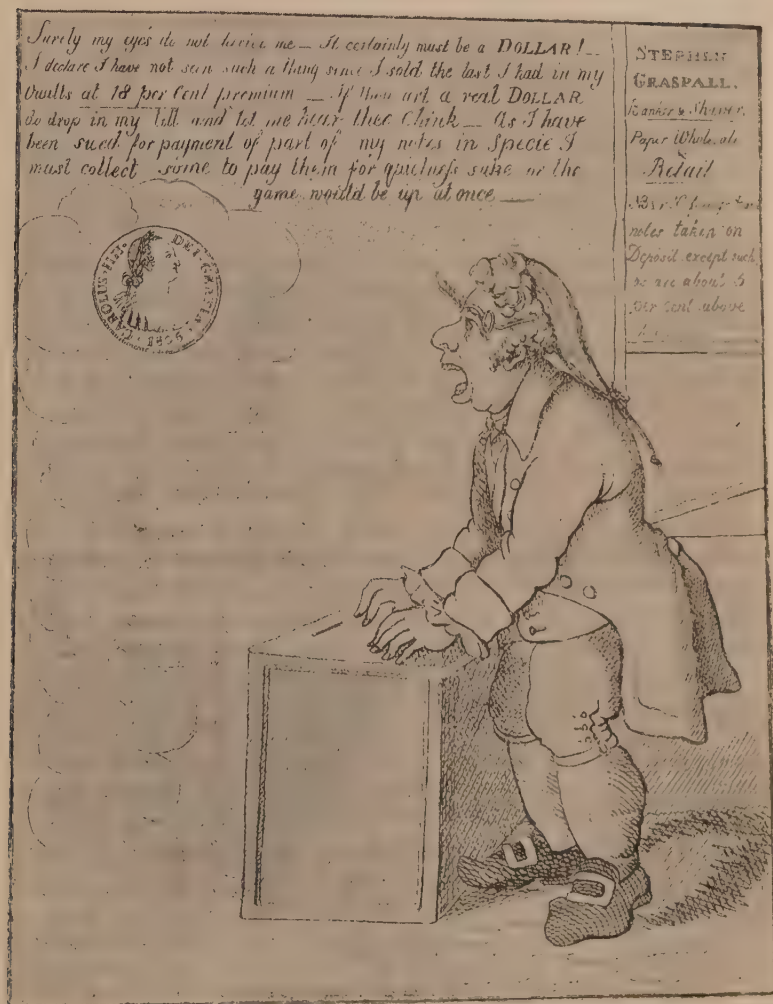 Surely my eyes do not deceive me — It certainly must be a DOLLAR! —
I declare I have not seen such a thing since I sold the last I had in my
Vaults at 18 per Cent premium — If thou art a real DOLLAR
do drop in my till and let me hear thee Chink — As I have
been sued for payment of part of my notes in Specie I
must collect some to pay them for quietness sake or the
game would be up at once —
CAROLUS·IIII· DEI·GRATIA· 1806
STEPHEN
GRASPALL.
Banker & Shaver.
Paper Wholesale
Retail
notes taken on
Deposit except such
as are about 5
per Cent above